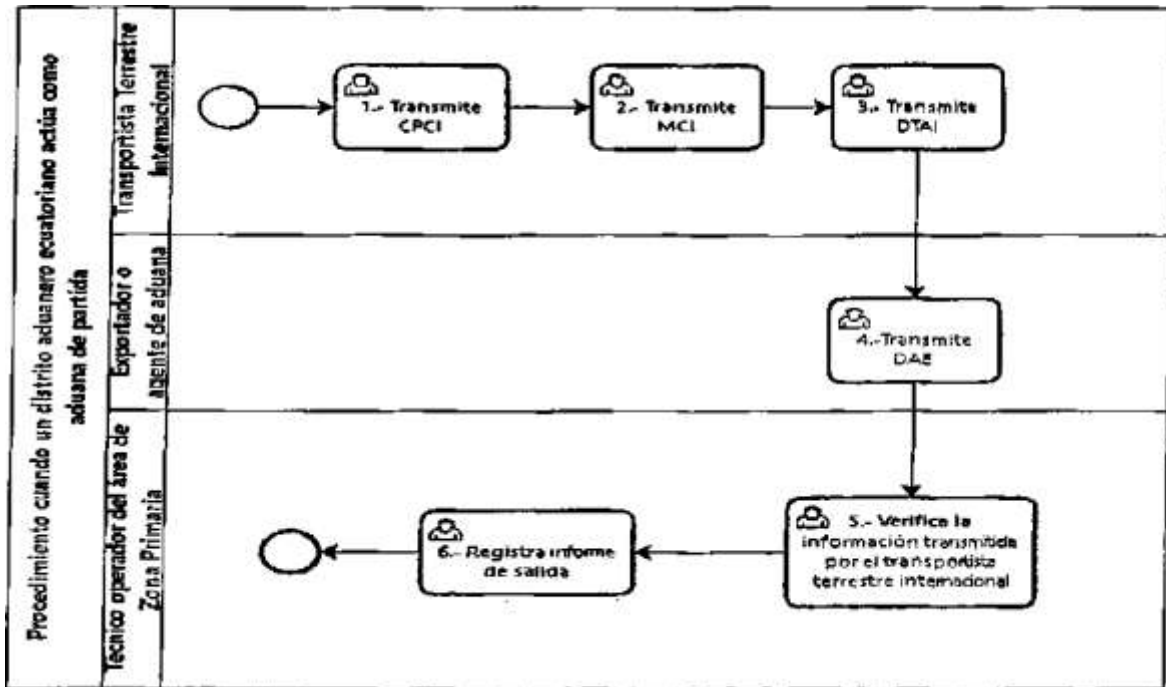 Procedimiento cuando un distrito aduanero ecuatoriano actúa como
aduana de partida
Transportista Terrestre
Internacional
1.- Transmite
CPCI
2.- Transmite
MCI
3.- Transmite
DTAI
Exportador o
agente de aduana
4.-Transmite
DAE
Técnico operador del área de
Zona Primaria
5.- Verifica la
información transmitida
por el transportista
terrestre internacional
6.- Registra informe
de salida